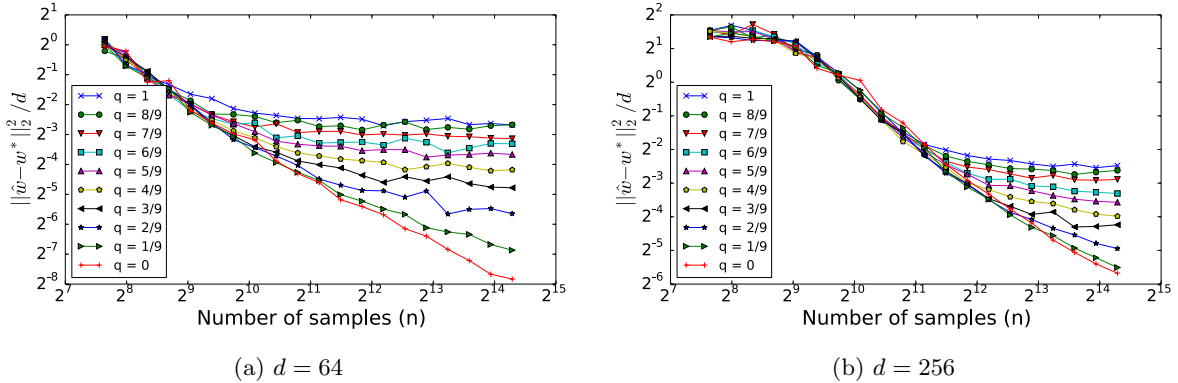 2^1
2^0
2^-1
2^-2
2^-3
2^-4
2^-5
2^-6
2^-7
2^-8
||ŵ−w*||_2^2/d
q = 1
q = 8/9
q = 7/9
q = 6/9
q = 5/9
q = 4/9
q = 3/9
q = 2/9
q = 1/9
q = 0
2^7 2^8 2^9 2^10 2^11 2^12 2^13 2^14 2^15
Number of samples (n)
(a) d = 64
2^2
2^1
2^0
2^-1
2^-2
2^-3
2^-4
2^-5
2^-6
||ŵ−w*||_2^2/d
q = 1
q = 8/9
q = 7/9
q = 6/9
q = 5/9
q = 4/9
q = 3/9
q = 2/9
q = 1/9
q = 0
2^7 2^8 2^9 2^10 2^11 2^12 2^13 2^14 2^15
Number of samples (n)
(b) d = 256